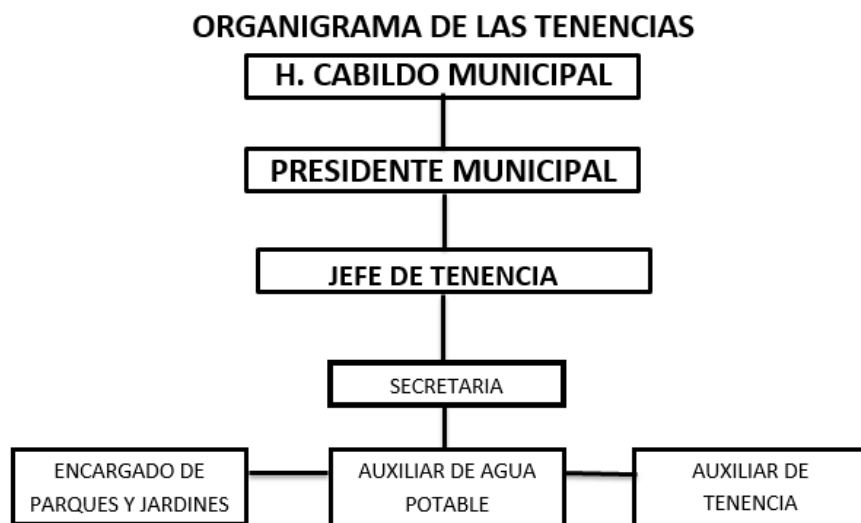 ORGANIGRAMA DE LAS TENENCIAS
H. CABILDO MUNICIPAL
PRESIDENTE MUNICIPAL
JEFE DE TENENCIA
SECRETARIA
ENCARGADO DE
PARQUES Y JARDINES
AUXILIAR DE AGUA
POTABLE
AUXILIAR DE
TENENCIA